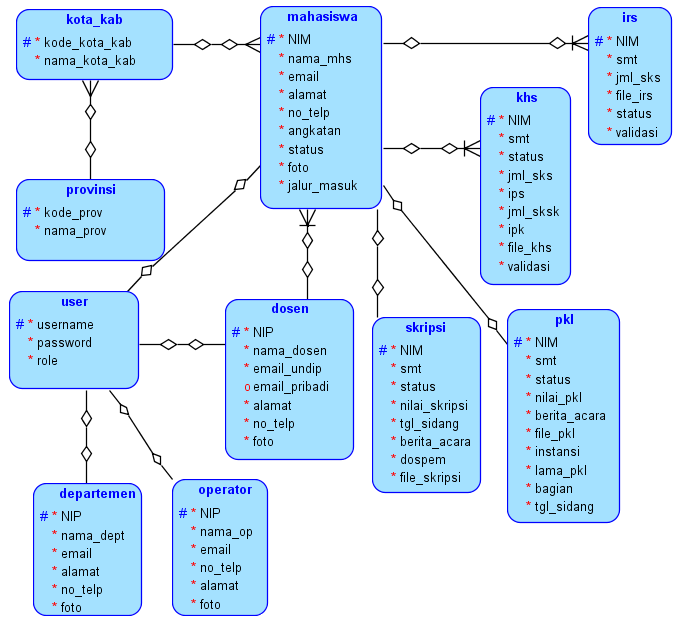 kota_kab
# * kode_kota_kab
* nama_kota_kab
mahasiswa
# * NIM
* nama_mhs
* email
* alamat
* no_telp
* angkatan
* status
* foto
* jalur_masuk
irs
# * NIM
* smt
* jml_sks
* file_irs
* status
* validasi
khs
# * NIM
* smt
* status
* jml_sks
* ips
* jml_sksk
* ipk
* file_khs
* validasi
provinsi
# * kode_prov
* nama_prov
user
# * username
* password
* role
dosen
# * NIP
* nama_dosen
* email_undip
o email_pribadi
* alamat
* no_telp
* foto
skripsi
# * NIM
* smt
* status
* nilai_skripsi
* tgl_sidang
* berita_acara
* dospem
* file_skripsi
pkl
# * NIM
* smt
* status
* nilai_pkl
* berita_acara
* file_pkl
* instansi
* lama_pkl
* bagian
* tgl_sidang
departemen
# * NIP
* nama_dept
* email
* alamat
* no_telp
* foto
operator
# * NIP
* nama_op
* email
* no_telp
* alamat
* foto